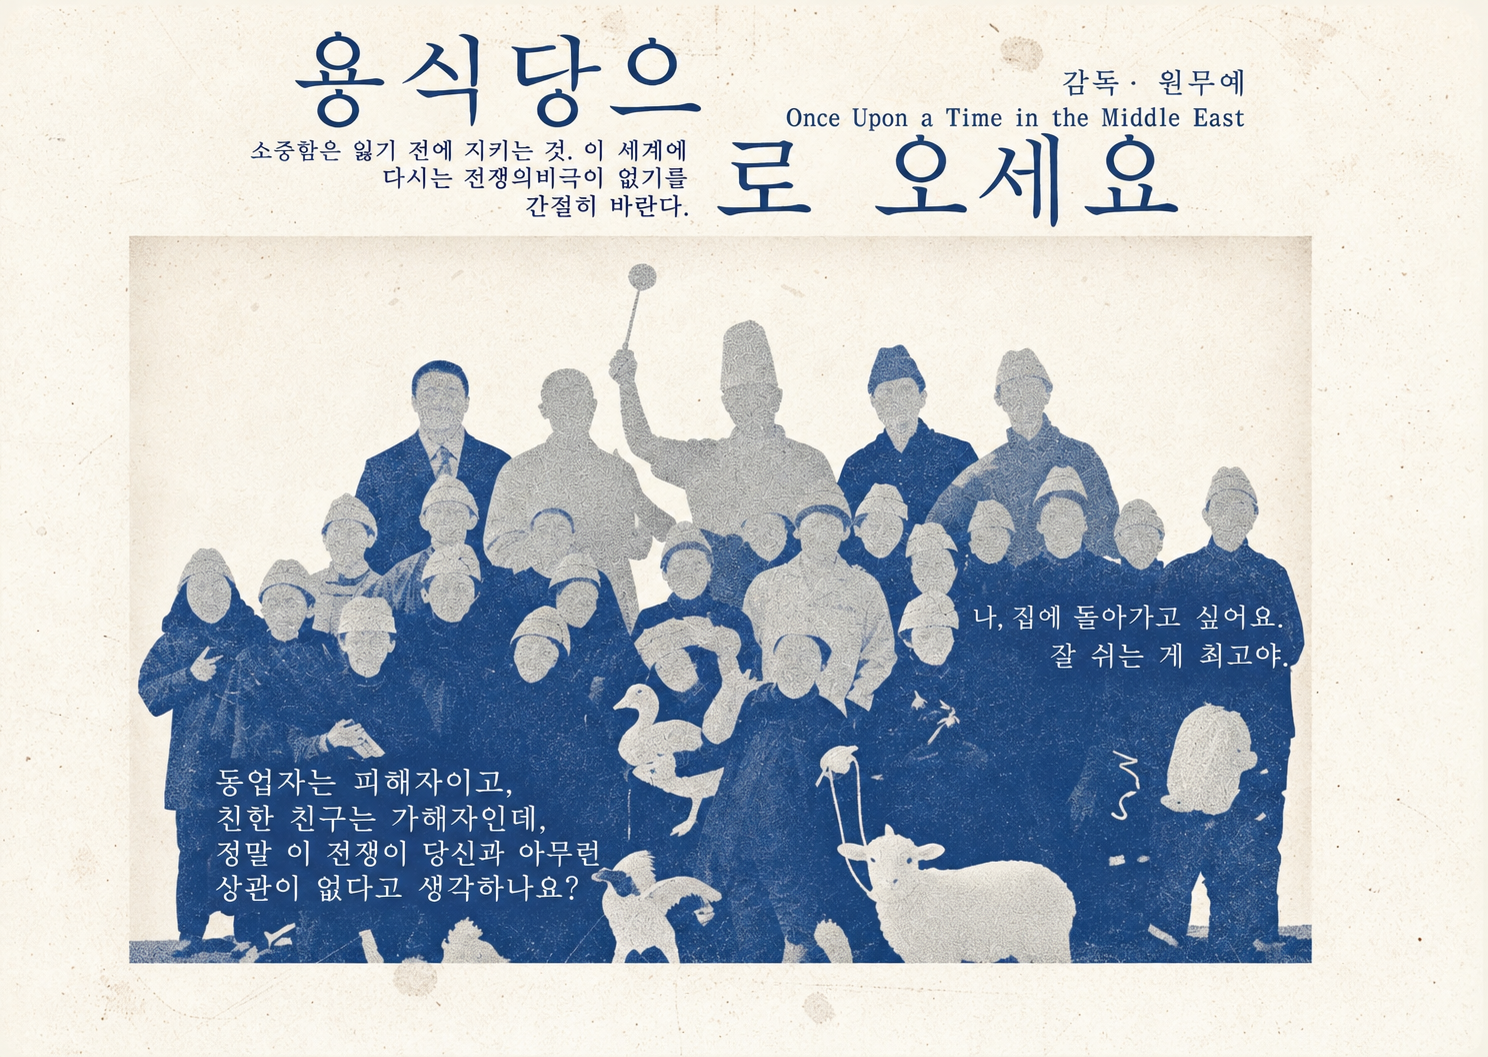 용식당으
로 오세요
감독 · 원무예
Once Upon a Time in the Middle East
소중함은 잃기 전에 지키는 것. 이 세계에
다시는 전쟁의비극이 없기를
간절히 바란다.
나, 집에 돌아가고 싶어요.
잘 쉬는 게 최고야.
동업자는 피해자이고,
친한 친구는 가해자인데,
정말 이 전쟁이 당신과 아무런
상관이 없다고 생각하나요?